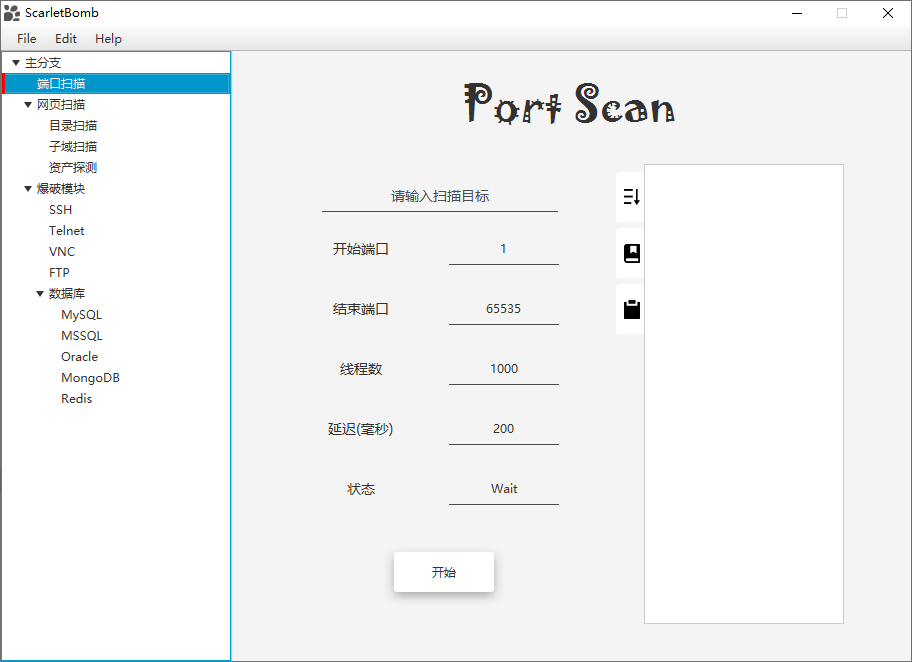 ScarletBomb
File Edit Help
主分支
端口扫描
网页扫描
目录扫描
子域扫描
资产探测
爆破模块
SSH
Telnet
VNC
FTP
数据库
MySQL
MSSQL
Oracle
MongoDB
Redis
Port Scan
请输入扫描目标
开始端口 1
结束端口 65535
线程数 1000
延迟(毫秒) 200
状态 Wait
开始